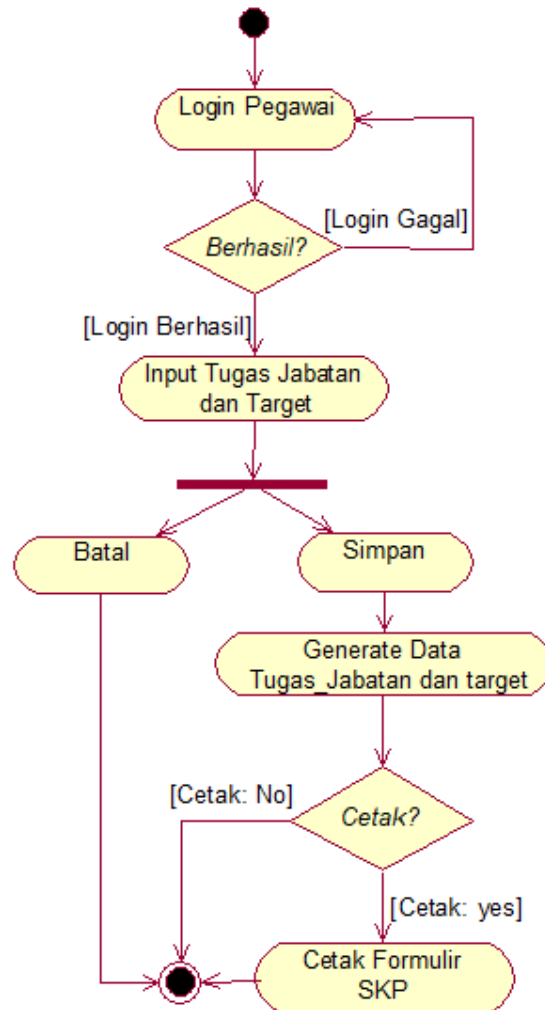 Login Pegawai
[Login Gagal]
Berhasil?
[Login Berhasil]
Input Tugas Jabatan
dan Target
Batal
Simpan
Generate Data
Tugas_Jabatan dan target
[Cetak: No]
Cetak?
[Cetak: yes]
Cetak Formulir
SKP